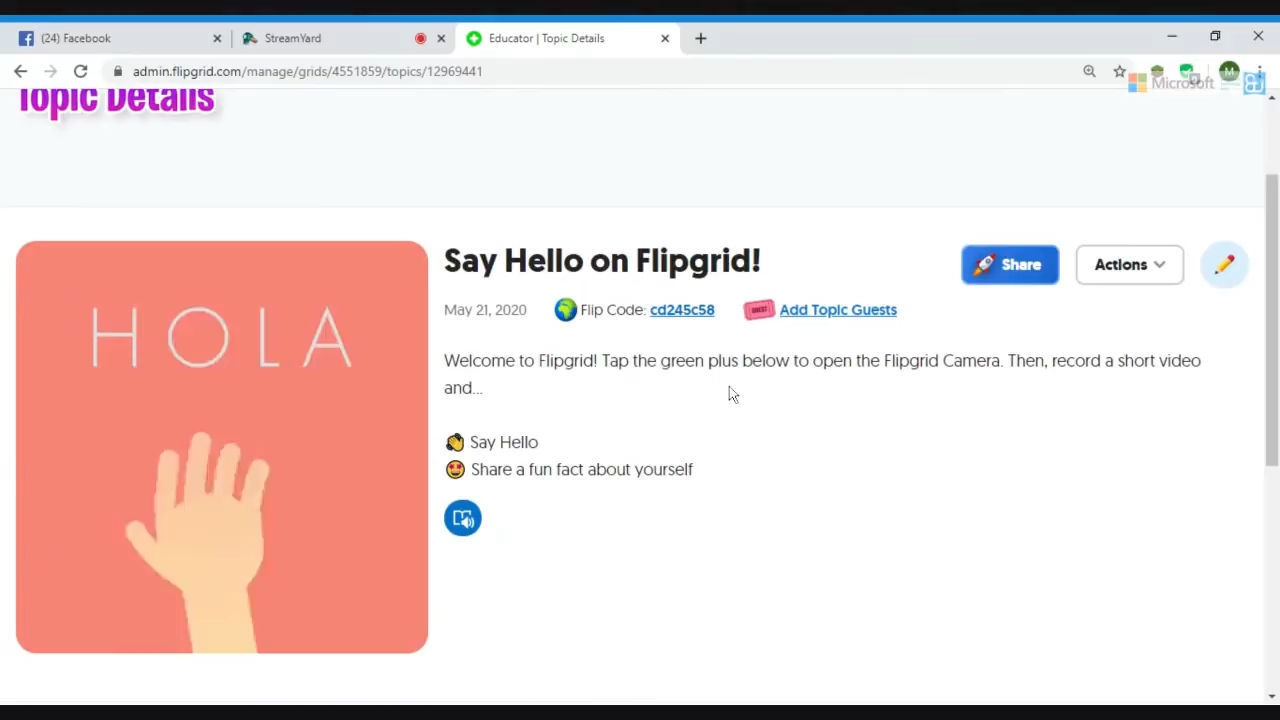 (24) Facebook
StreamYard
Educator | Topic Details
admin.flipgrid.com/manage/grids/4551859/topics/12969441
M
Microsoft
Topic Details
HOLA
Say Hello on Flipgrid!
Share
Actions
May 21, 2020
Flip Code: cd245c58
Add Topic Guests
Welcome to Flipgrid! Tap the green plus below to open the Flipgrid Camera. Then, record a short video
and...
Say Hello
Share a fun fact about yourself